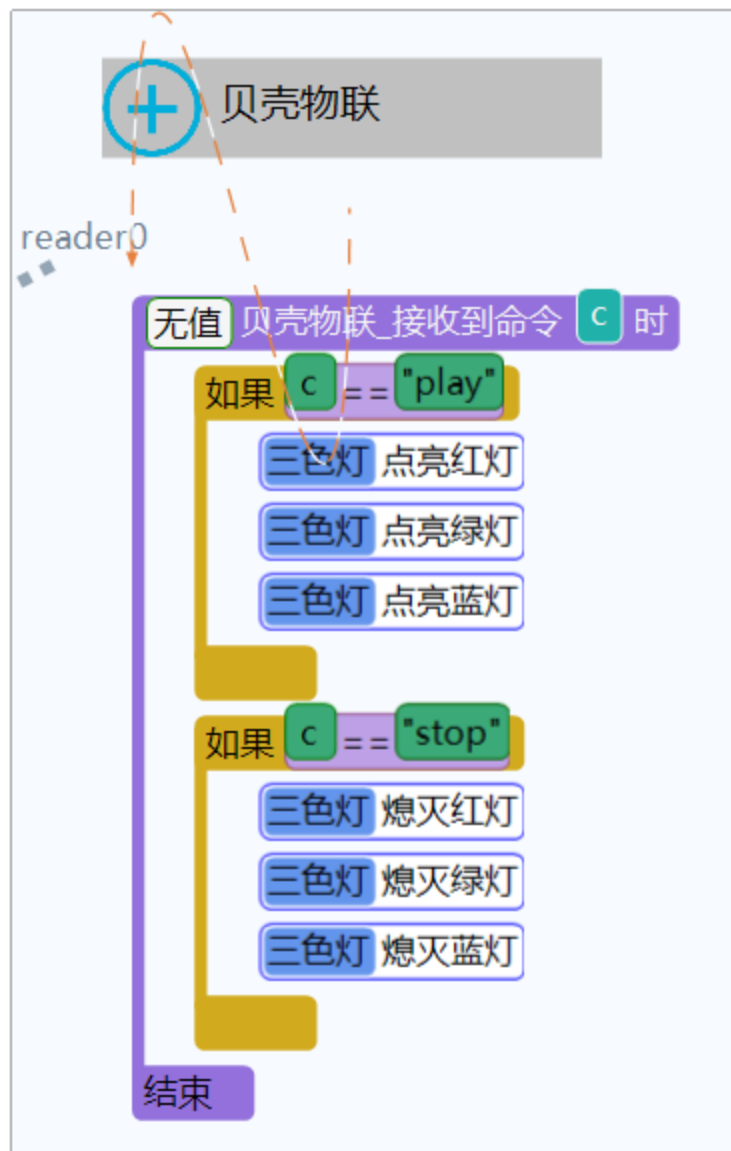 贝壳物联
reader0
无值 贝壳物联_接收到命令 c 时
如果 c == "play"
三色灯 点亮红灯
三色灯 点亮绿灯
三色灯 点亮蓝灯
如果 c == "stop"
三色灯 熄灭红灯
三色灯 熄灭绿灯
三色灯 熄灭蓝灯
结束